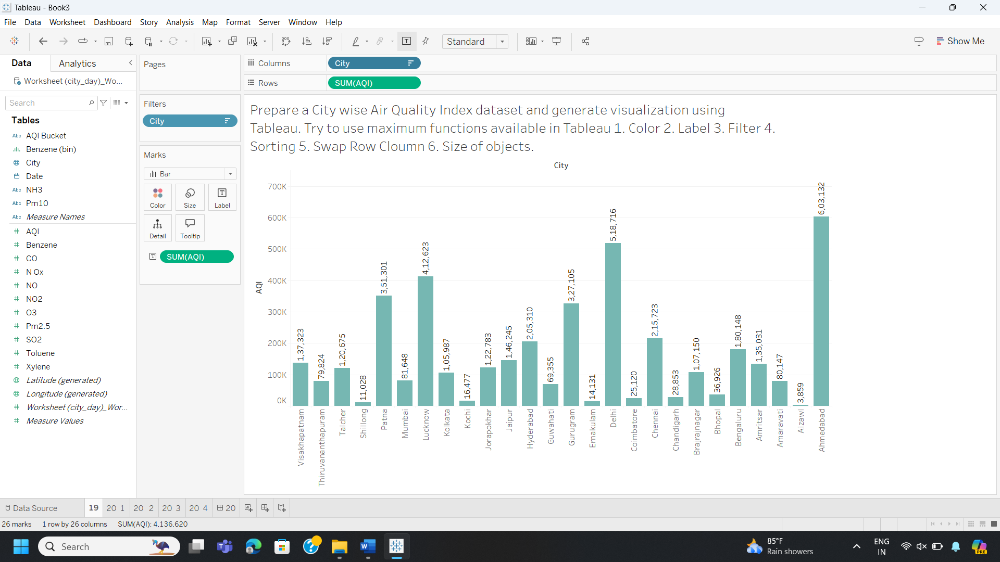 Tableau - Book3
File Data Worksheet Dashboard Story Analysis Map Format Server Window Help
Standard
Show Me
Data Analytics
Worksheet (city_day)_Wo...
Search
Tables
Abc AQI Bucket
Benzene (bin)
City
Date
Abc NH3
Abc Pm10
Abc Measure Names
# AQI
# Benzene
# CO
# N Ox
# NO
# NO2
# O3
# Pm2.5
# SO2
# Toluene
# Xylene
Latitude (generated)
Longitude (generated)
# Worksheet (city_day)_Wor...
# Measure Values
Pages
Filters
City
Marks
Bar
Color Size Label
Detail Tooltip
SUM(AQI)
Columns City
Rows SUM(AQI)
Prepare a City wise Air Quality Index dataset and generate visualization using
Tableau. Try to use maximum functions available in Tableau 1. Color 2. Label 3. Filter 4.
Sorting 5. Swap Row Cloumn 6. Size of objects.
City
AQI
700K
600K
500K
400K
300K
200K
100K
0K
1,37,323
79,824
1,20,675
11,028
3,51,301
81,648
4,12,623
1,05,987
16,477
1,22,783
1,46,245
2,05,310
69,355
3,27,105
14,131
5,18,716
25,120
2,15,723
28,853
1,07,150
36,926
1,80,148
1,35,031
80,147
3,859
6,03,132
Visakhapatnam
Thiruvananthapuram
Talcher
Shillong
Patna
Mumbai
Lucknow
Kolkata
Kochi
Jorapokhar
Jaipur
Hyderabad
Guwahati
Gurugram
Ernakulam
Delhi
Coimbatore
Chennai
Chandigarh
Brajrajnagar
Bhopal
Bengaluru
Amritsar
Amaravati
Aizawl
Ahmedabad
Data Source 19 20 1 20 2 20 3 20 4 20
26 marks 1 row by 26 columns SUM(AQI): 4,136,620
Search
85°F
Rain showers
ENG
IN
PRE